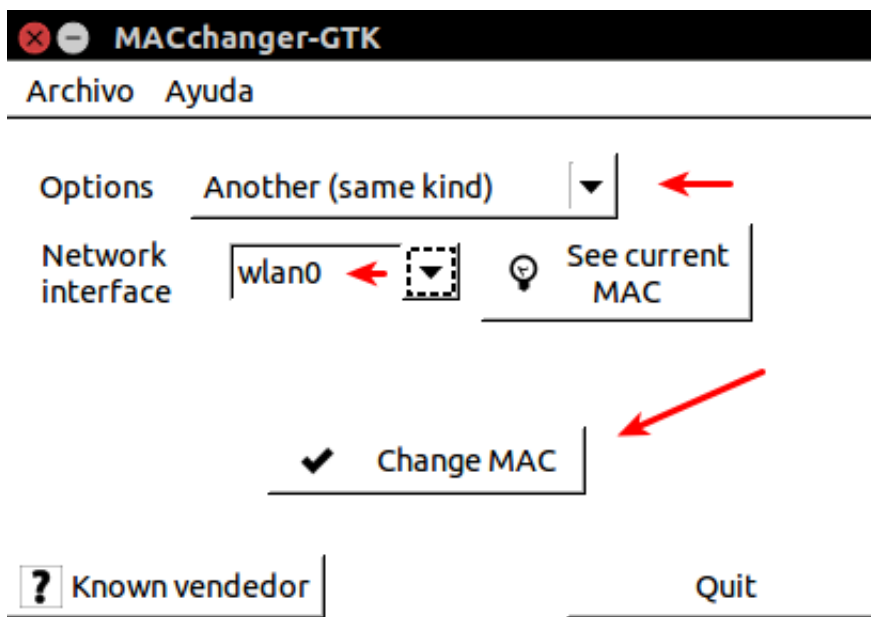 MACchanger-GTK
Archivo Ayuda
Options Another (same kind)
Network interface wlan0 See current MAC
Change MAC
? Known vendedor Quit